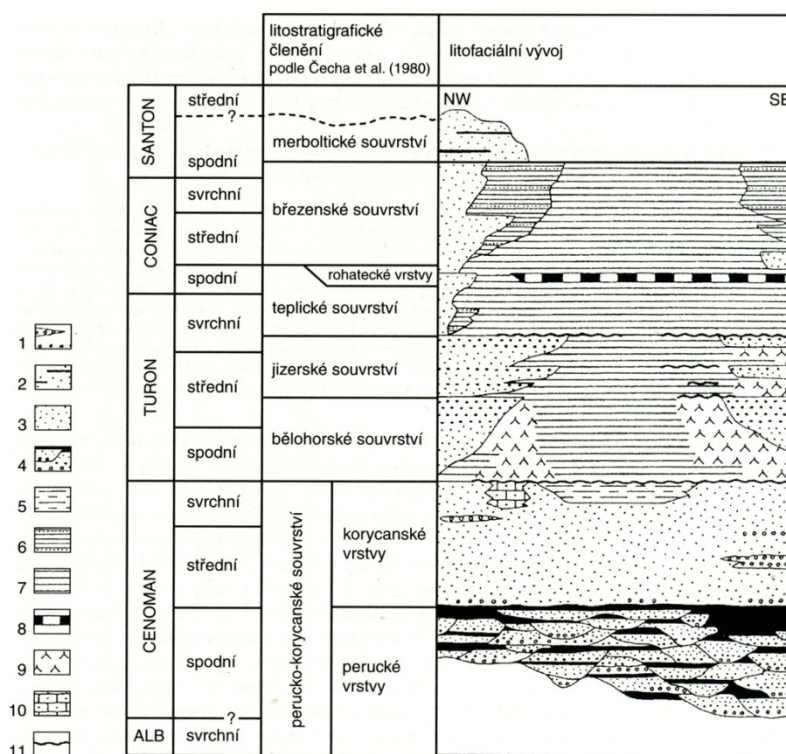 litostratigrafické
členění
podle Čecha et al. (1980)
litofaciální vývoj
NW
SE
SANTON
střední
?
spodní
merboltické souvrství
CONIAC
svrchní
střední
spodní
březenské souvrství
rohatecké vrstvy
TURON
svrchní
střední
spodní
teplické souvrství
jizerské souvrství
bělohorské souvrství
CENOMAN
svrchní
střední
spodní
perucko-korycanské souvrství
korycanské
vrstvy
perucké
vrstvy
?
ALB
svrchní
1
2
3
4
5
6
7
8
9
10
11